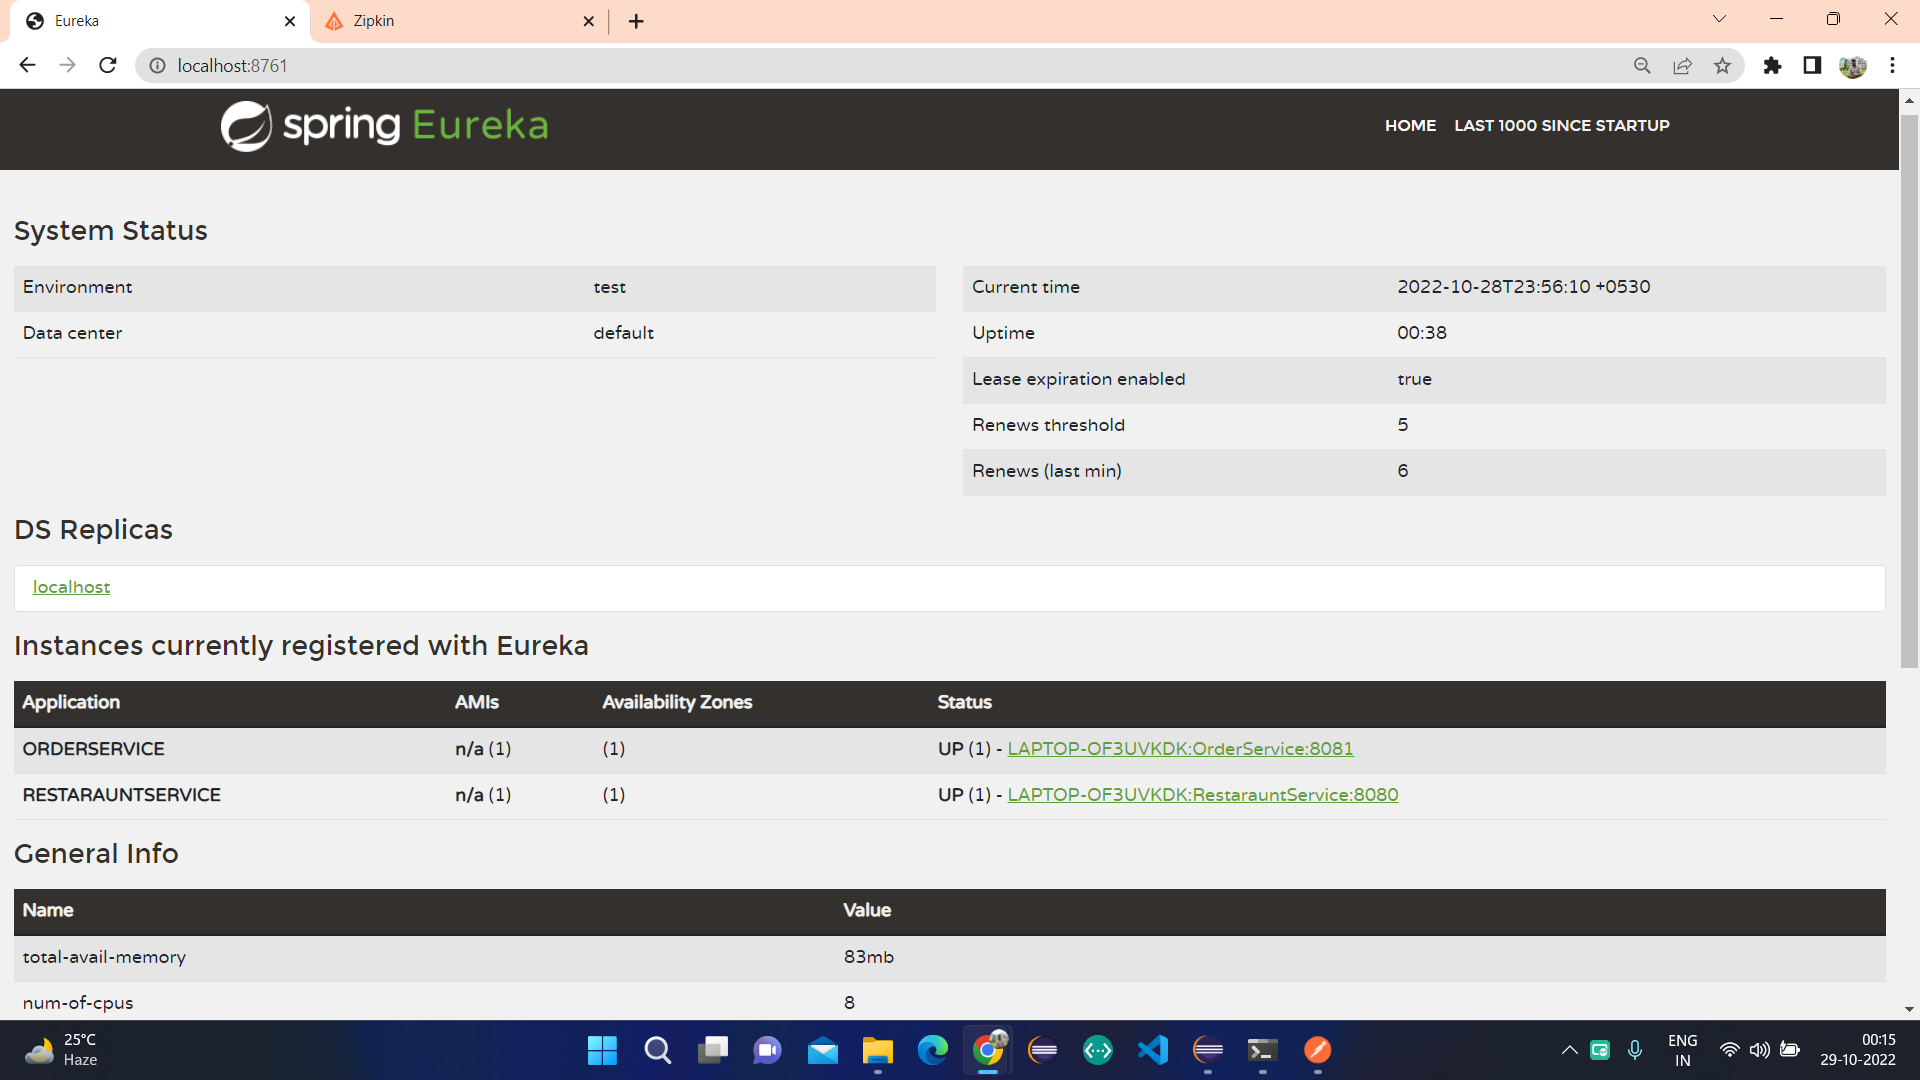 Eureka
Zipkin
localhost:8761
spring Eureka
HOME LAST 1000 SINCE STARTUP
System Status
Environment test
Data center default
Current time 2022-10-28T23:56:10 +0530
Uptime 00:38
Lease expiration enabled true
Renews threshold 5
Renews (last min) 6
DS Replicas
localhost
Instances currently registered with Eureka
Application AMIs Availability Zones Status
ORDERSERVICE n/a (1) (1) UP (1) - LAPTOP-OF3UVKDK:OrderService:8081
RESTARAUNTSERVICE n/a (1) (1) UP (1) - LAPTOP-OF3UVKDK:RestarauntService:8080
General Info
Name Value
total-avail-memory 83mb
num-of-cpus 8
25°C
Haze
ENG
IN
00:15
29-10-2022